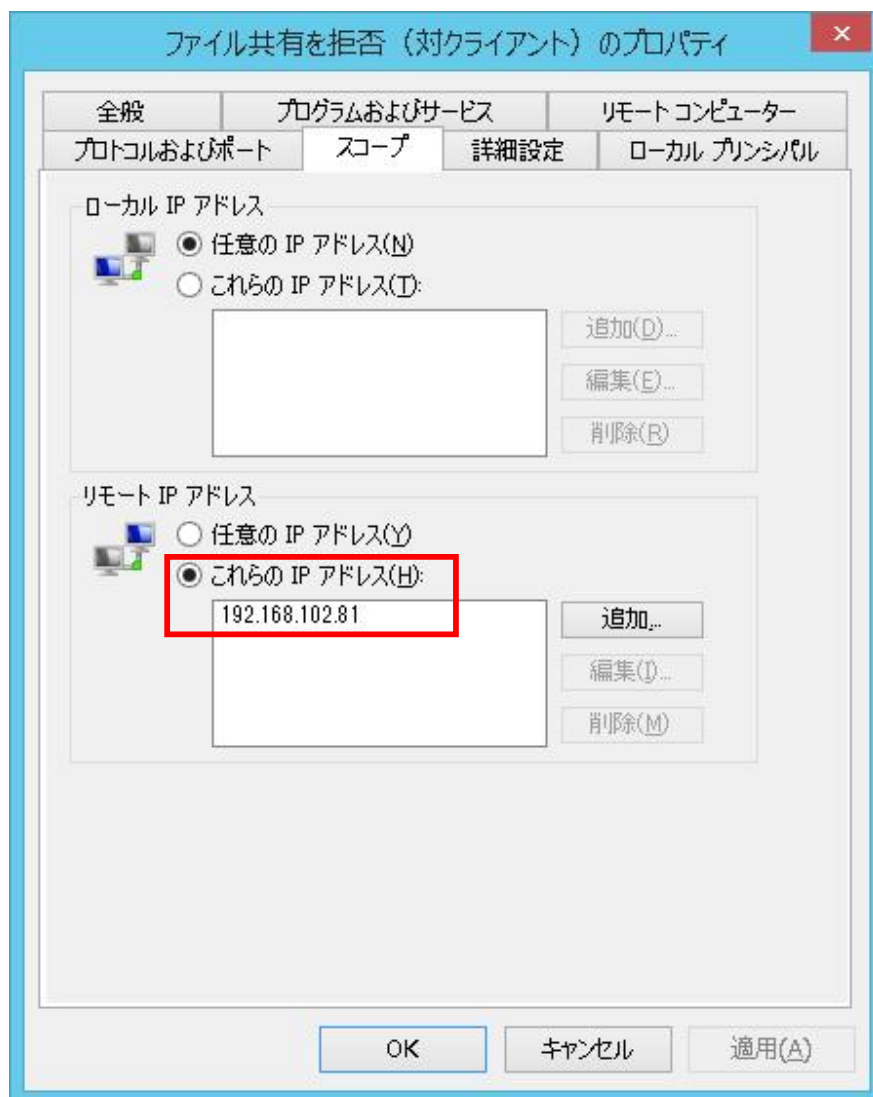 ファイル共有を拒否（対クライアント）のプロパティ
全般 プログラムおよびサービス リモート コンピューター
プロトコルおよびポート スコープ 詳細設定 ローカル プリンシパル
ローカル IP アドレス
任意の IP アドレス(N)
これらの IP アドレス(T):
追加(D)...
編集(E)...
削除(R)
リモート IP アドレス
任意の IP アドレス(Y)
これらの IP アドレス(H):
192.168.102.81
追加...
編集(I)...
削除(M)
OK キャンセル 適用(A)